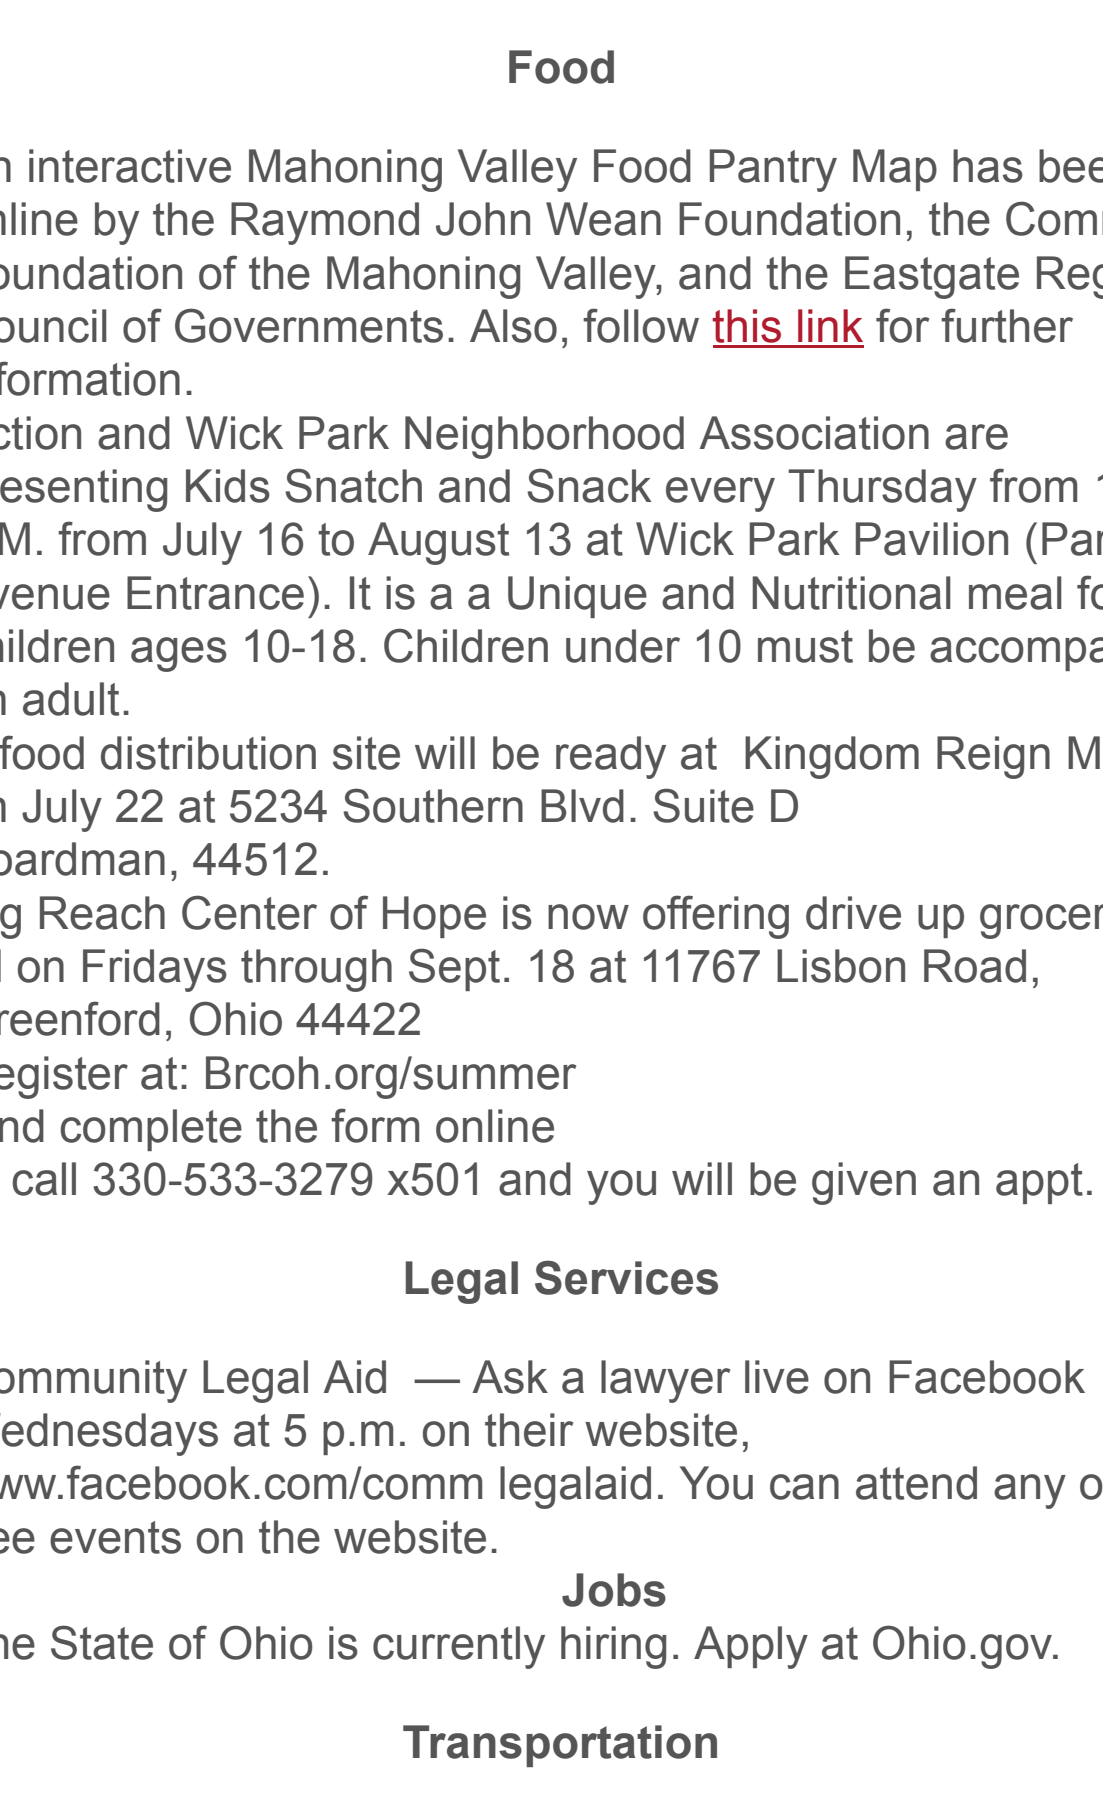 Food
n interactive Mahoning Valley Food Pantry Map has bee
nline by the Raymond John Wean Foundation, the Com
oundation of the Mahoning Valley, and the Eastgate Reg
ouncil of Governments. Also, follow this link for further
formation.
ction and Wick Park Neighborhood Association are
resenting Kids Snatch and Snack every Thursday from 1
M. from July 16 to August 13 at Wick Park Pavilion (Par
venue Entrance). It is a a Unique and Nutritional meal fo
hildren ages 10-18. Children under 10 must be accompa
n adult.
food distribution site will be ready at  Kingdom Reign M
n July 22 at 5234 Southern Blvd. Suite D
oardman, 44512.
g Reach Center of Hope is now offering drive up grocer
on Fridays through Sept. 18 at 11767 Lisbon Road,
reenford, Ohio 44422
egister at: Brcoh.org/summer
nd complete the form online
call 330-533-3279 x501 and you will be given an appt.
Legal Services
ommunity Legal Aid  — Ask a lawyer live on Facebook
ednesdays at 5 p.m. on their website,
ww.facebook.com/comm legalaid. You can attend any o
ee events on the website.
Jobs
he State of Ohio is currently hiring. Apply at Ohio.gov.
Transportation